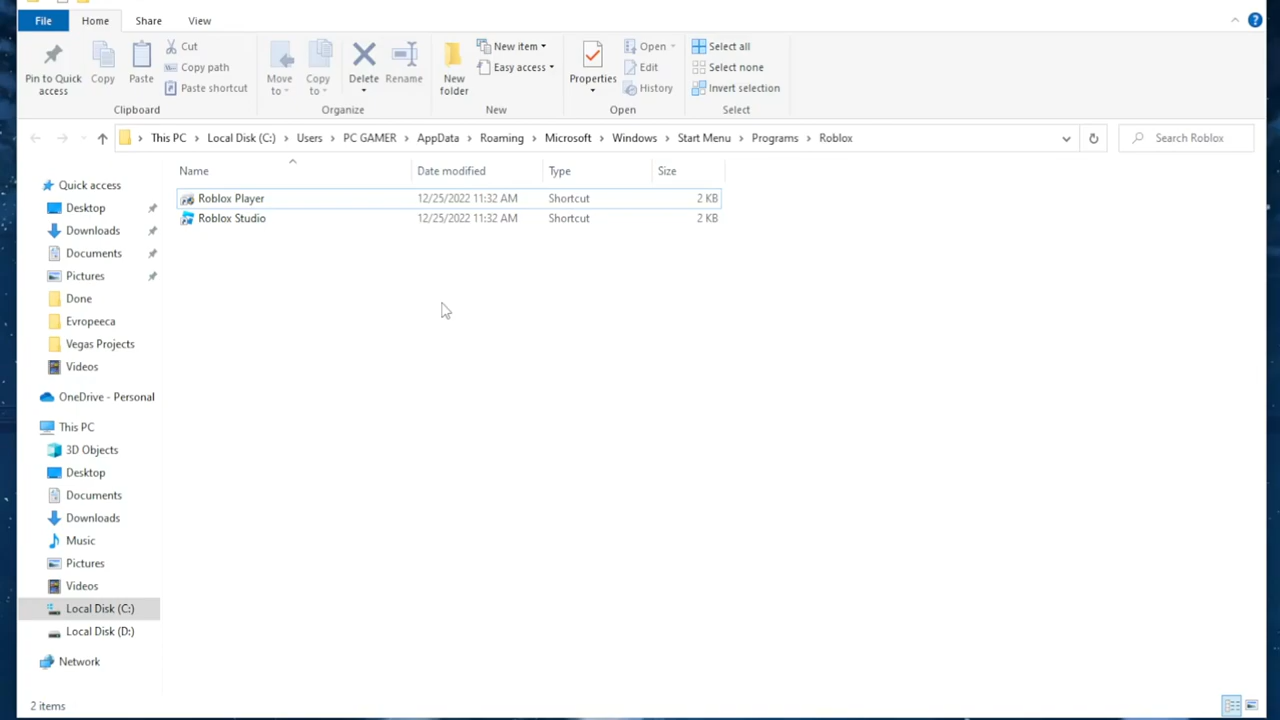 File Home Share View
Pin to Quick access
Copy
Paste
Cut
Copy path
Paste shortcut
Clipboard
Move to
Copy to
Delete
Rename
Organize
New folder
New item
Easy access
New
Properties
Open
Edit
History
Open
Select all
Select none
Invert selection
Select
This PC Local Disk (C:) Users PC GAMER AppData Roaming Microsoft Windows Start Menu Programs Roblox
Search Roblox
Name Date modified Type Size
Roblox Player 12/25/2022 11:32 AM Shortcut 2 KB
Roblox Studio 12/25/2022 11:32 AM Shortcut 2 KB
Quick access
Desktop
Downloads
Documents
Pictures
Done
Evropeeca
Vegas Projects
Videos
OneDrive - Personal
This PC
3D Objects
Desktop
Documents
Downloads
Music
Pictures
Videos
Local Disk (C:)
Local Disk (D:)
Network
2 items